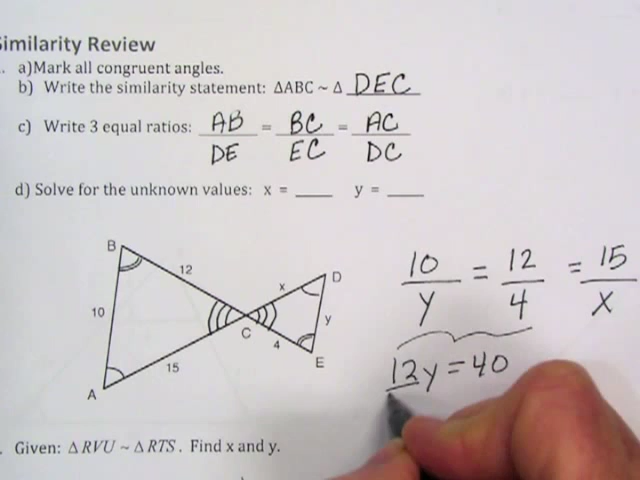 Similarity Review
. a)Mark all congruent angles.
b) Write the similarity statement: ΔABC ~ Δ DEC
c) Write 3 equal ratios: AB/DE = BC/EC = AC/DC
d) Solve for the unknown values: x = ____ y = ____
B
12
D
x
10
y
C
4
E
15
A
10/y = 12/4 = 15/x
12y = 40
. Given: ΔRVU ~ ΔRTS. Find x and y.